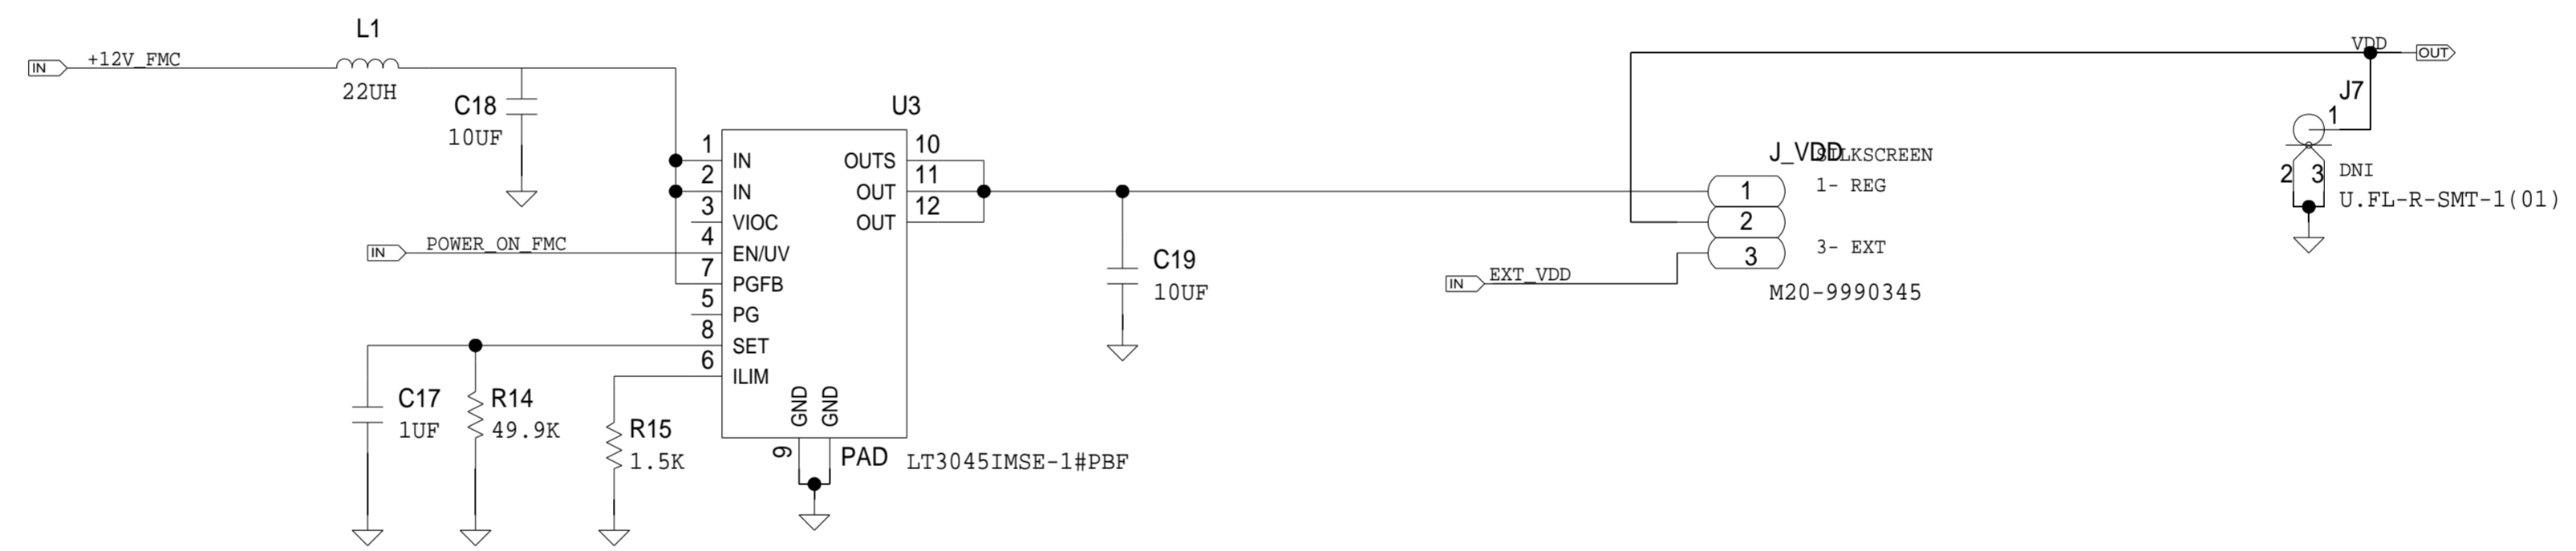 L1
IN +12V_FMC
22UH
C18
10UF
U3
1 IN
2 IN
3 VIOC
4 EN/UV
7 PGFB
5 PG
8 SET
6 ILIM
OUTS 10
OUT 11
OUT 12
GND
GND
9
PAD
LT3045IMSE-1#PBF
IN POWER_ON_FMC
C17
1UF
R14
49.9K
R15
1.5K
C19
10UF
J_VDD
SILKSCREEN
1 1- REG
2
3 3- EXT
M20-9990345
IN EXT_VDD
VDD OUT
J7
1
2 3 DNI
U.FL-R-SMT-1(01)